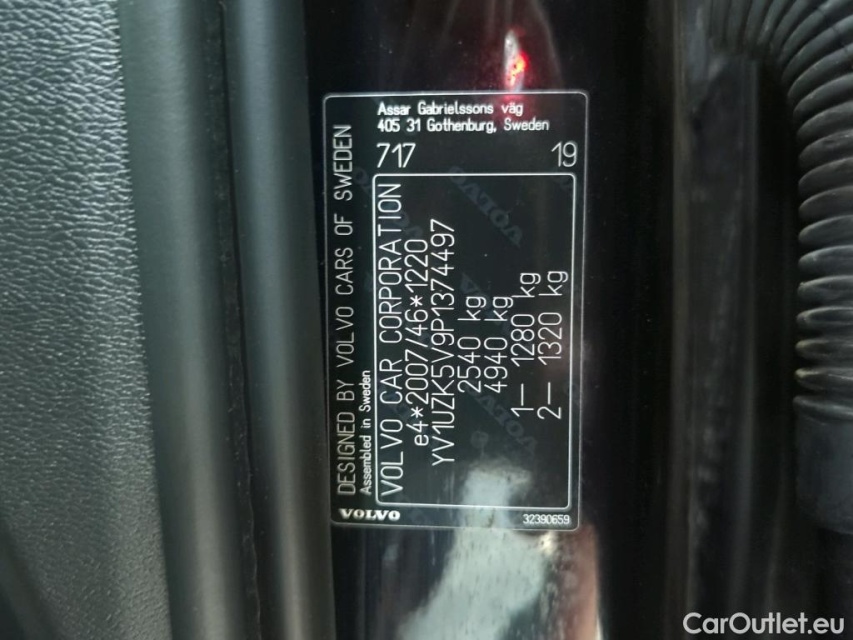 Assar Gabrielssons väg
405 31 Gothenburg, Sweden
717 19
DESIGNED BY VOLVO CARS OF SWEDEN
Assembled in Sweden
VOLVO CAR CORPORATION
e4*2007/46*1220
YV1UZK5V9P1374497
2540 kg
4940 kg
1– 1280 kg
2– 1320 kg
VOLVO
32390659
CarOutlet.eu